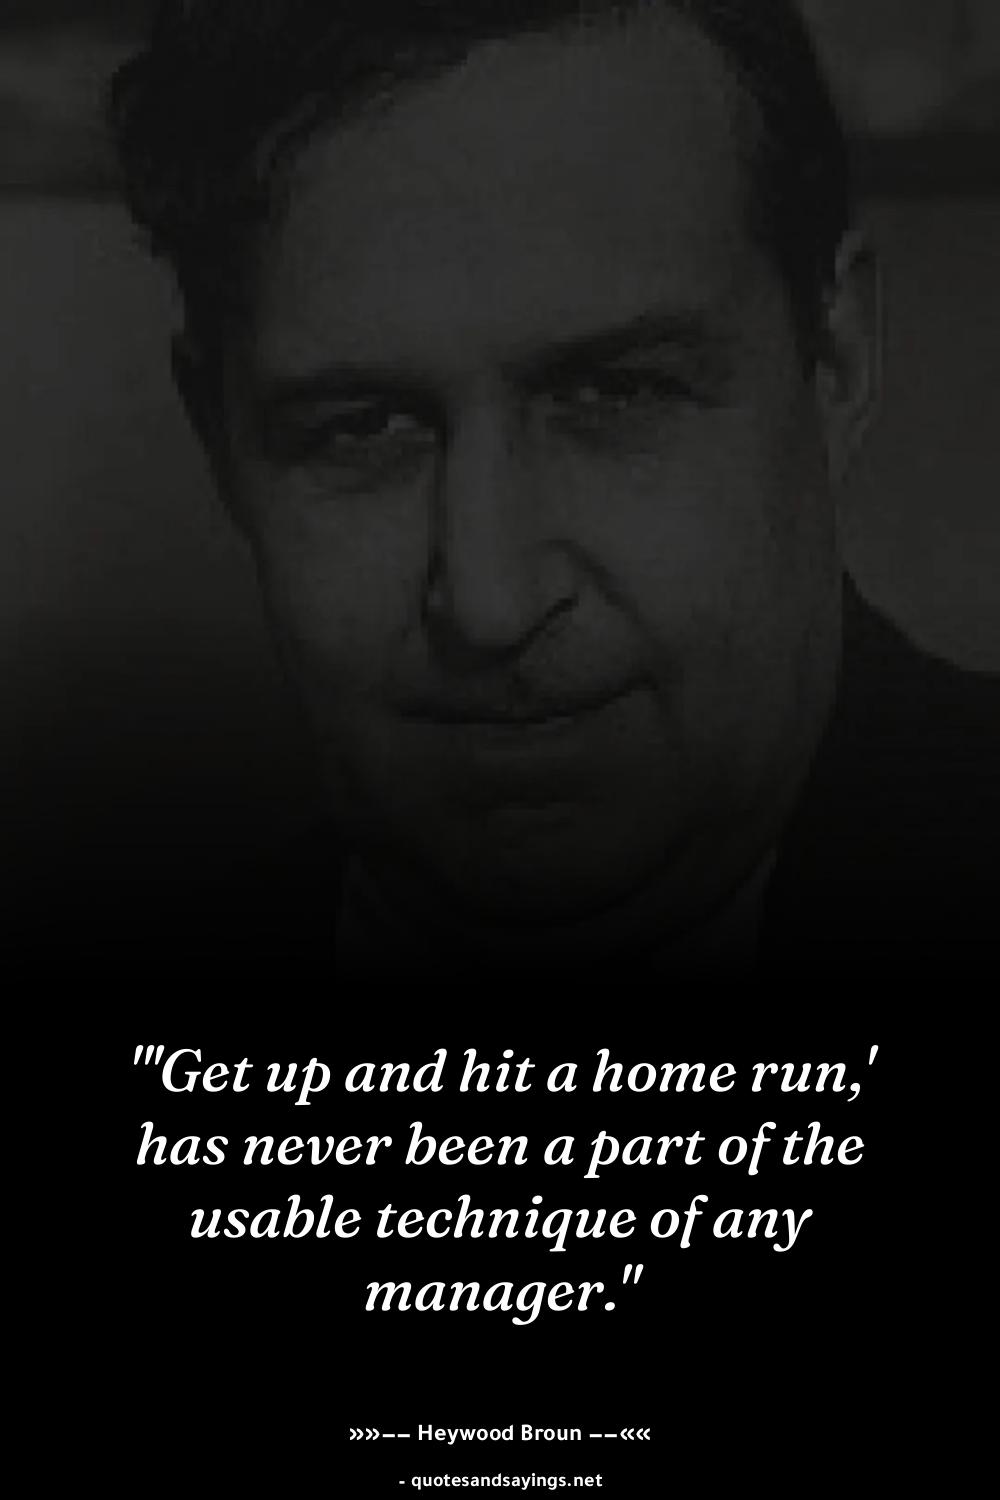 "'Get up and hit a home run,'
has never been a part of the
usable technique of any
manager."
»»−− Heywood Broun −−««
- quotesandsayings.net